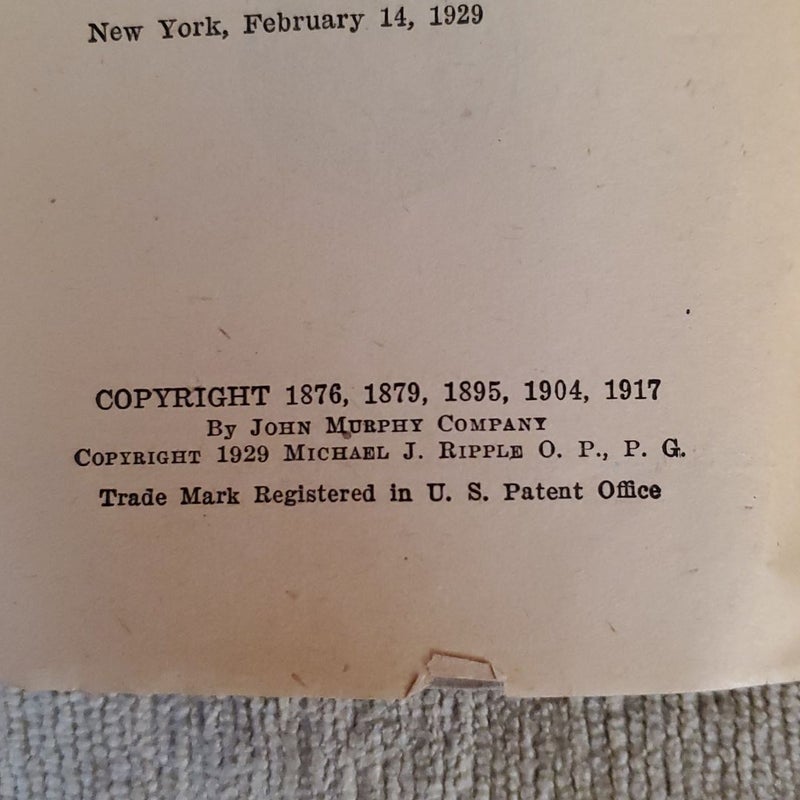 New York, February 14, 1929
COPYRIGHT 1876, 1879, 1895, 1904, 1917
By JOHN MURPHY COMPANY
COPYRIGHT 1929 MICHAEL J. RIPPLE O. P., P. G.
Trade Mark Registered in U. S. Patent Office